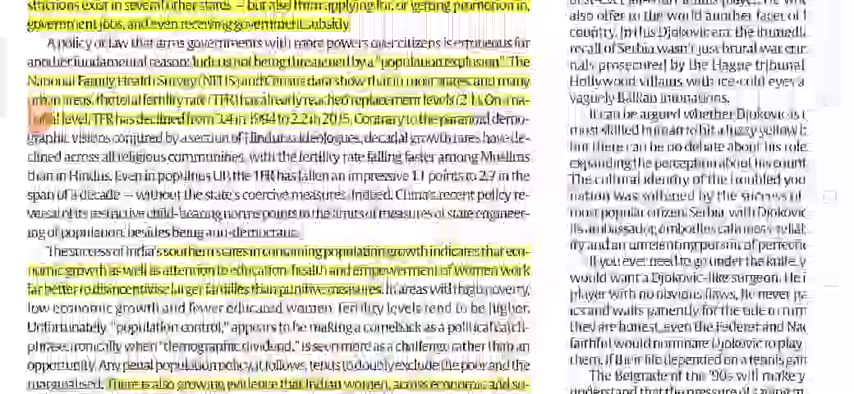 strictions exist in several other states – but also from applying for, or getting promotion in,
government jobs, and even receiving government subsidy.
A policy or law that arms governments with more powers over citizens is erroneous for
another fundamental reason: India is not being threatened by a "population explosion". The
National Family Health Survey (NFHS) and Census data show that in most states and many
urban areas, the total fertility rate (TFR) has already reached replacement levels (2.1). On a na-
tional level, TFR has declined from 3.4 in 1994 to 2.2 in 2015. Contrary to the paranoid demo-
graphic visions conjured by a section of Hindutva ideologues, decadal growth rates have de-
clined across all religious communities, with the fertility rate falling faster among Muslims
than in Hindus. Even in populous UP, the TFR has fallen an impressive 1.1 points to 2.7 in the
span of a decade — without the state's coercive measures. Indeed, China's recent policy re-
versal of its restrictive child-bearing norms points to the limits of measures of state engineer-
ing of population, besides being anti-democratic.
The success of India's southern states in containing population growth indicates that eco-
nomic growth as well as attention to education, health and empowerment of women work
far better to disincentivise larger families than punitive measures. In areas with high poverty,
low economic growth and fewer educated women, fertility levels tend to be higher.
Unfortunately "population control," appears to be making a comeback as a political catch-
phrase, ironically when "demographic dividend," is seen more as a challenge rather than an
opportunity. Any penal population policy, it follows, tends to doubly exclude the poor and the
marginalised. There is also growing evidence that Indian women, across economic and so-
also offer to the world another facet of
country. In this Djokovic era, the immedi
recall of Serbia wasn't just brutal war crim
nals prosecuted by the Hague tribunal
Hollywood villains with ice-cold eyes a
vaguely Balkan intonations.
It can be argued whether Djokovic is t
most skilled human to hit a fuzzy yellow b
but there can be no debate about his role
expanding the perception about his count
The cultural identity of the troubled you
nation was softened by the success of
most popular citizen. Serbia, with Djokovic
its ambassador, embodies calmness, reliabi
ity and an unrelenting pursuit of perfectio
If you ever need to go under the knife, y
would want a Djokovic-like surgeon. He i
player with no obvious flaws, he never pa
ics and waits patiently for the tide to turn
they are honest, even the Federer and Nad
faithful would nominate Djokovic to play
them, if their life depended on a tennis gam
The Belgrade of the '90s will make y
understand that the pressure of saving m